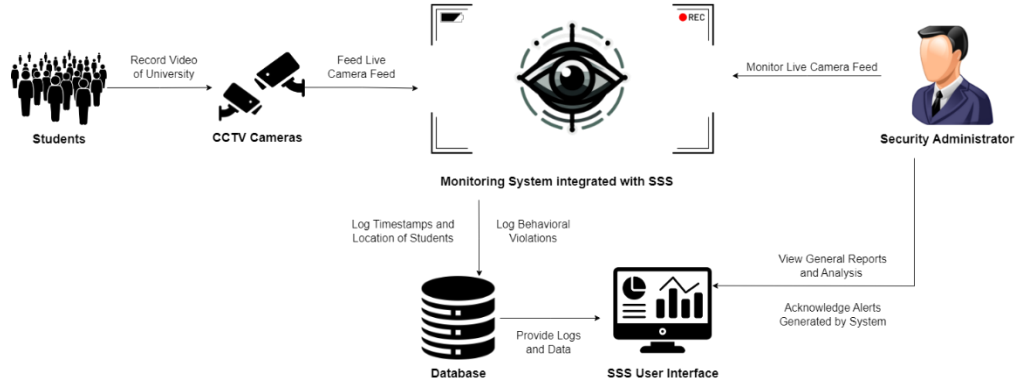 Record Video
of University
Feed Live
Camera Feed
REC
Monitor Live Camera Feed
Students
CCTV Cameras
Security Administrator
Monitoring System integrated with SSS
Log Timestamps and
Location of Students
Log Behavioral
Violations
View General Reports
and Analysis
Acknowledge Alerts
Generated by System
Provide Logs
and Data
Database
SSS User Interface